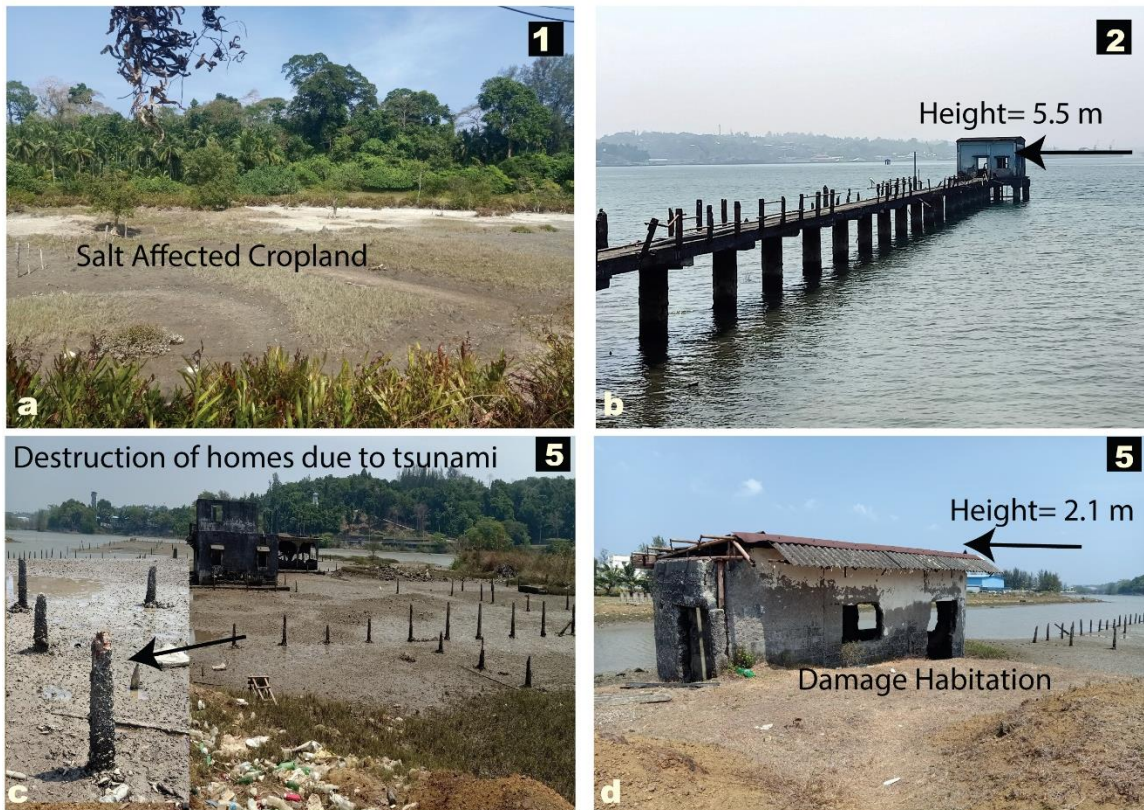 1
Salt Affected Cropland
a
2
Height= 5.5 m
b
Destruction of homes due to tsunami
5
c
5
Height= 2.1 m
Damage Habitation
d